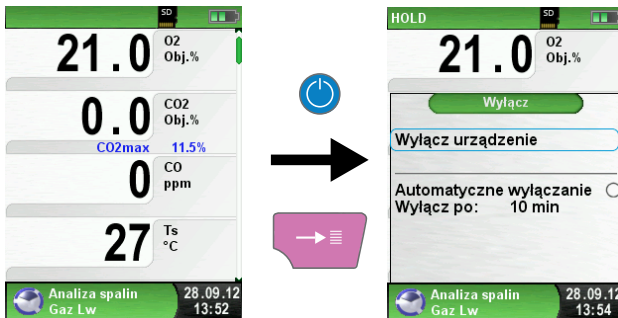 SD
21.0 O2
Obj.%
0.0 CO2
Obj.%
CO2max 11.5%
0 CO
ppm
27 Ts
°C
Analiza spalin 28.09.12
Gaz Lw 13:52
HOLD SD
21.0 O2
Obj.%
Wyłącz
Wyłącz urządzenie
Automatyczne wyłączanie
Wyłącz po: 10 min
Analiza spalin 28.09.12
Gaz Lw 13:54